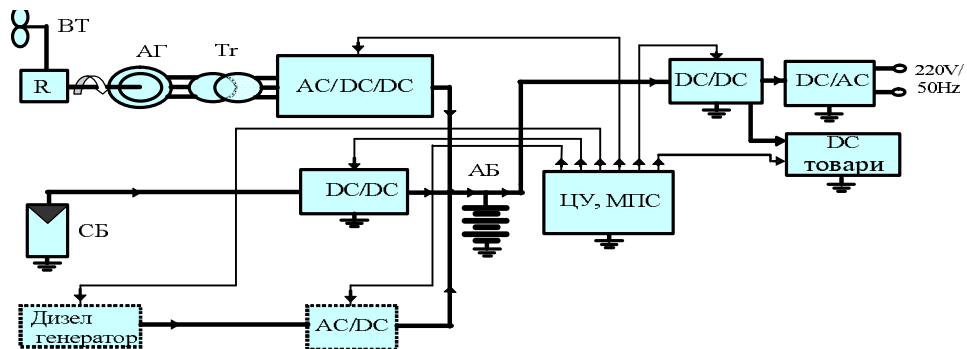 ВТ
АГ
Tr
R
AC/DC/DC
DC/DC
DC/AC
220V/
50Hz
DC
товари
DC/DC
АБ
ЦУ, МПС
СБ
Дизел
генератор
AC/DC